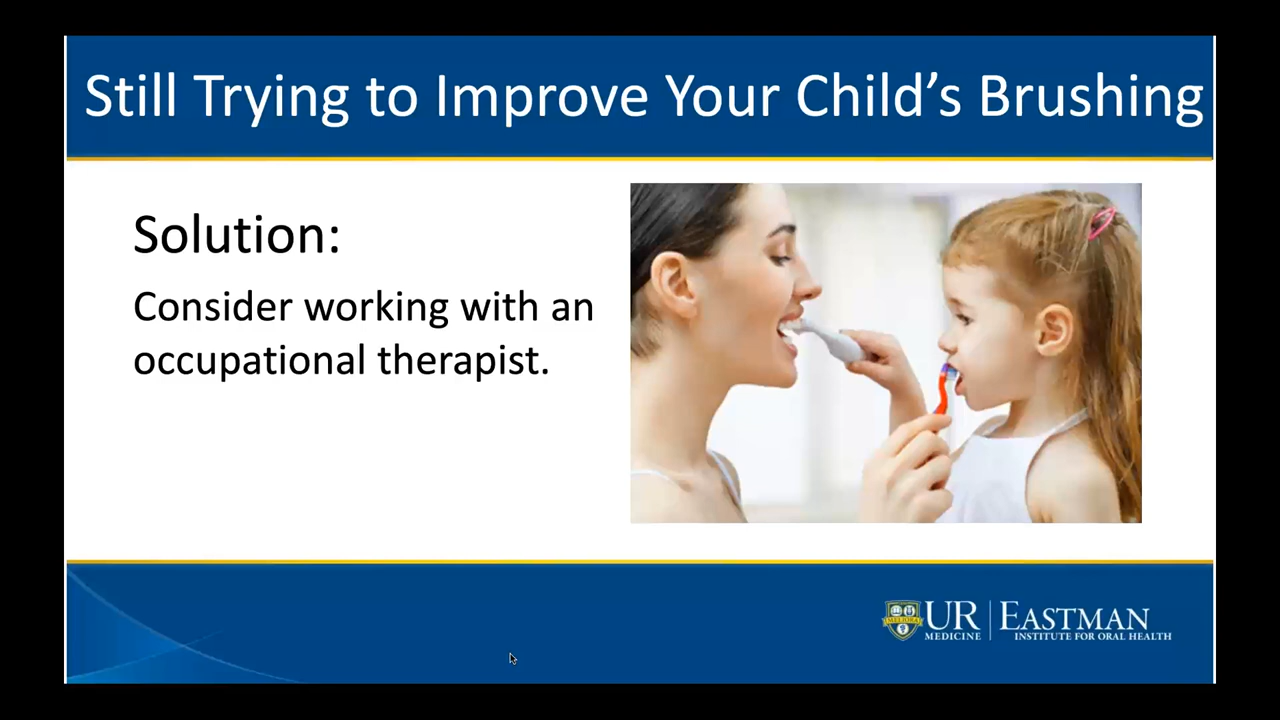 Still Trying to Improve Your Child’s Brushing
Solution:
Consider working with an
occupational therapist.
MELIORA
UR
MEDICINE
EASTMAN
INSTITUTE FOR ORAL HEALTH